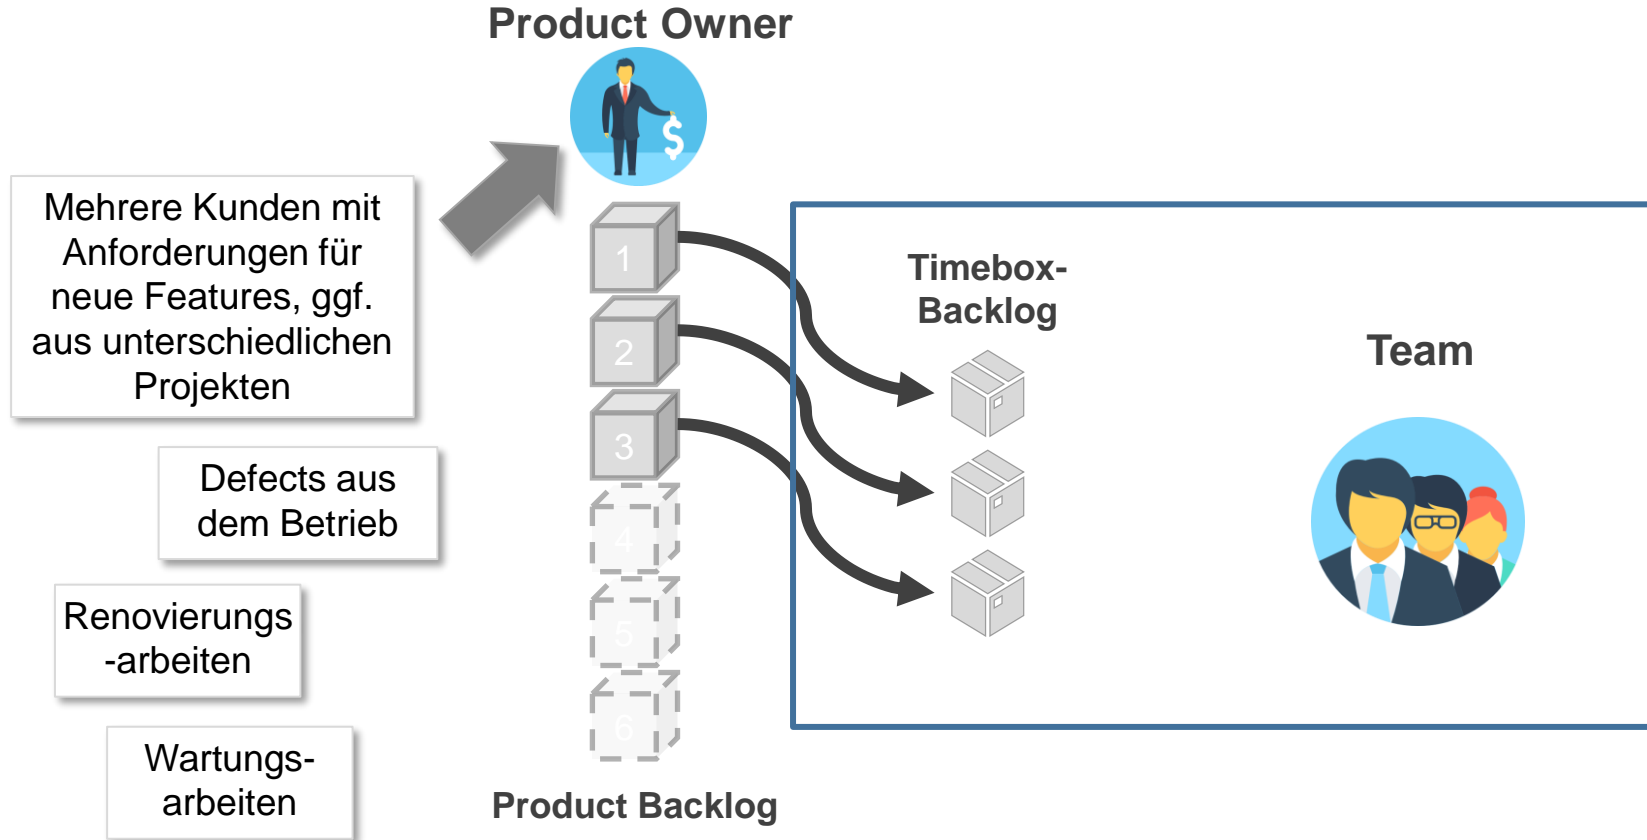 Product Owner
Mehrere Kunden mit
Anforderungen für
neue Features, ggf.
aus unterschiedlichen
Projekten
Defects aus
dem Betrieb
Renovierungs
-arbeiten
Wartungs-
arbeiten
1
2
3
4
5
6
Product Backlog
Timebox-
Backlog
Team
$